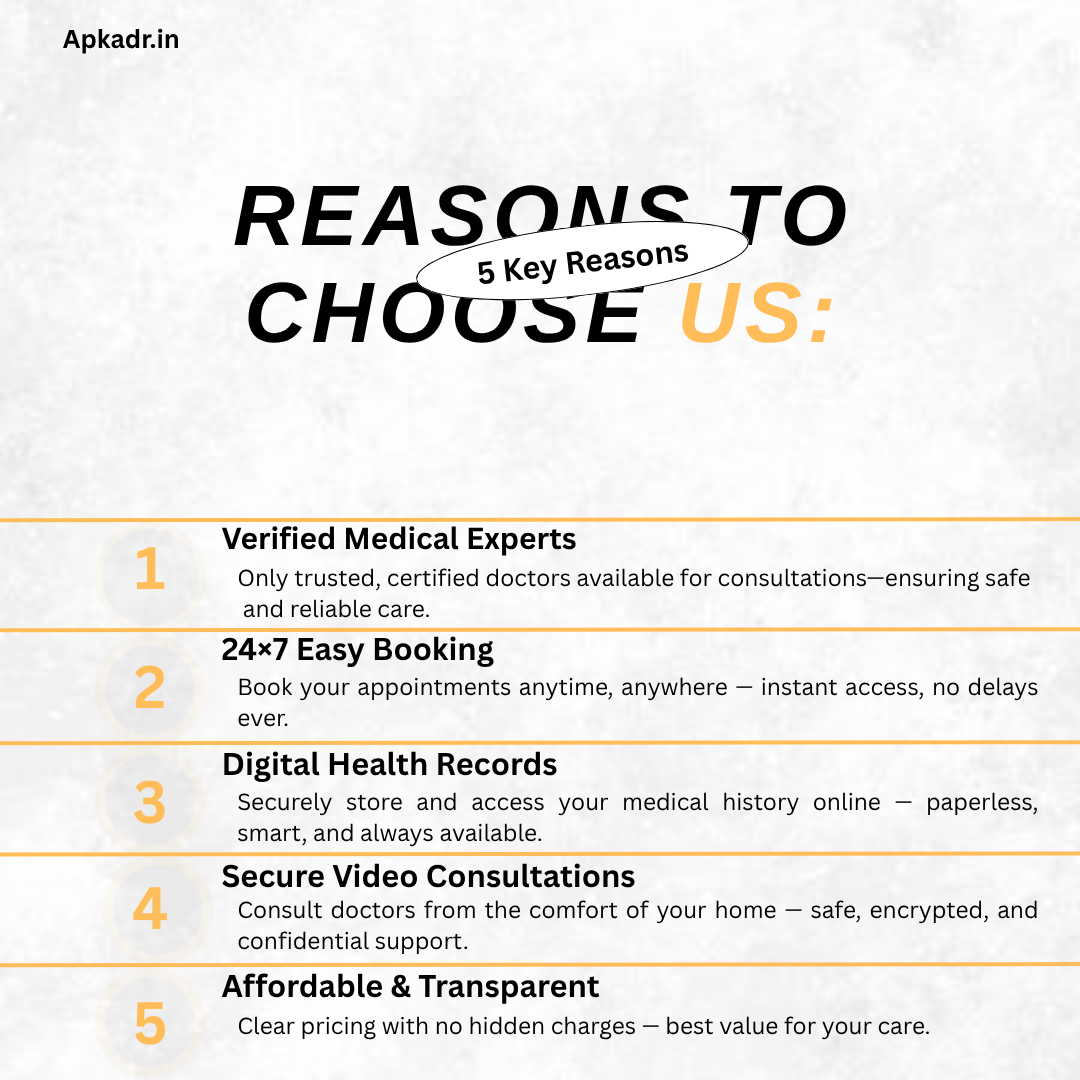 Apkadr.in
REASONS TO
5 Key Reasons
CHOOSE US:
1
Verified Medical Experts
Only trusted, certified doctors available for consultations—ensuring safe
and reliable care.
2
24×7 Easy Booking
Book your appointments anytime, anywhere — instant access, no delays
ever.
3
Digital Health Records
Securely store and access your medical history online — paperless,
smart, and always available.
4
Secure Video Consultations
Consult doctors from the comfort of your home — safe, encrypted, and
confidential support.
5
Affordable & Transparent
Clear pricing with no hidden charges — best value for your care.